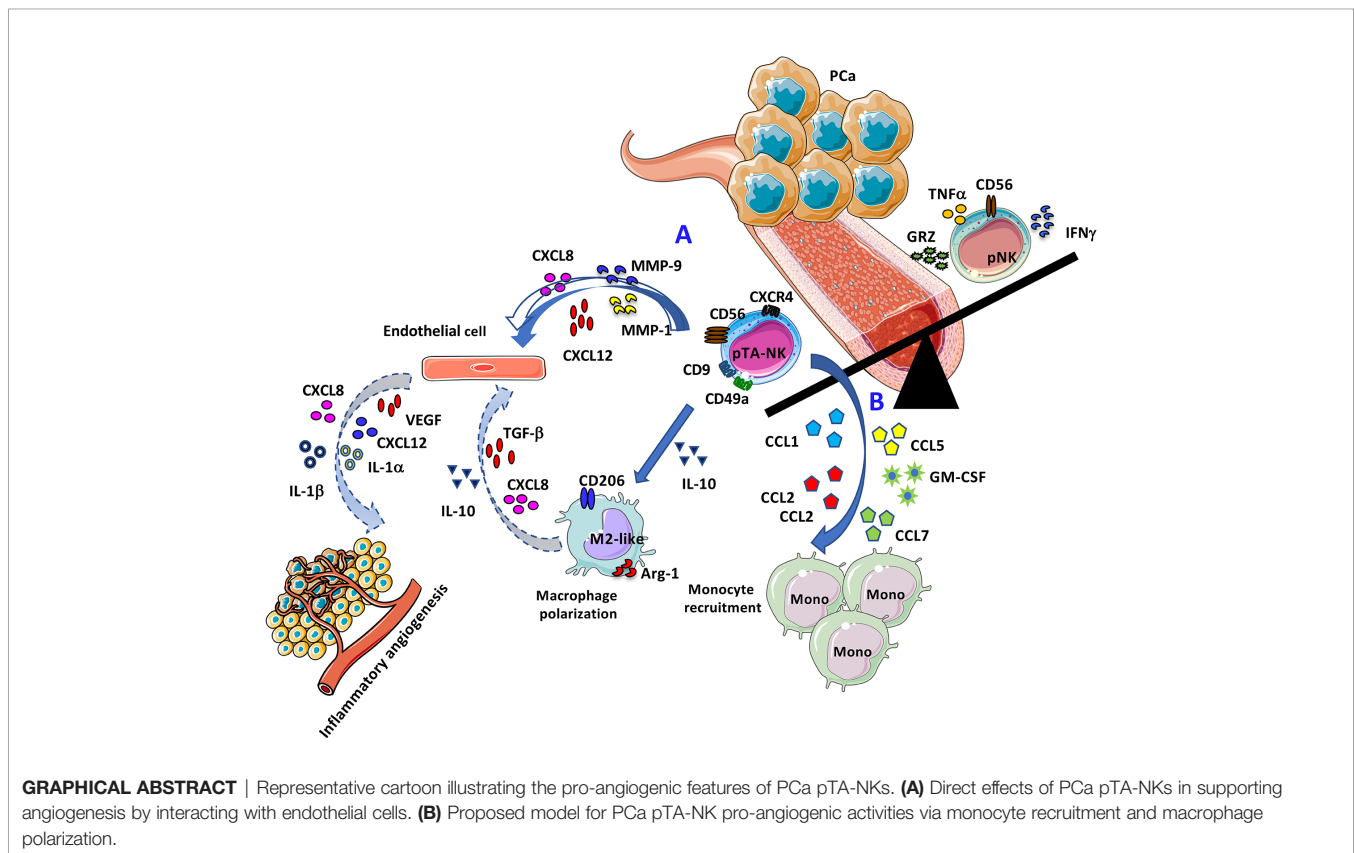 PCa
TNFα
CD56
GRZ
IFNγ
pNK
A
CXCL8
MMP-9
MMP-1
CXCL12
Endothelial cell
CD56
CXCR4
pTA-NK
CD9
CD49a
B
CXCL8
VEGF
CXCL12
IL-1α
IL-1β
TGF-β
CXCL8
IL-10
CD206
M2-like
Arg-1
Macrophage
polarization
IL-10
CCL1
CCL5
CCL2
CCL2
GM-CSF
CCL7
Monocyte
recruitment
Mono
Mono
Mono
Inflammatory angiogenesis
GRAPHICAL ABSTRACT | Representative cartoon illustrating the pro-angiogenic features of PCa pTA-NKs. (A) Direct effects of PCa pTA-NKs in supporting
angiogenesis by interacting with endothelial cells. (B) Proposed model for PCa pTA-NK pro-angiogenic activities via monocyte recruitment and macrophage
polarization.